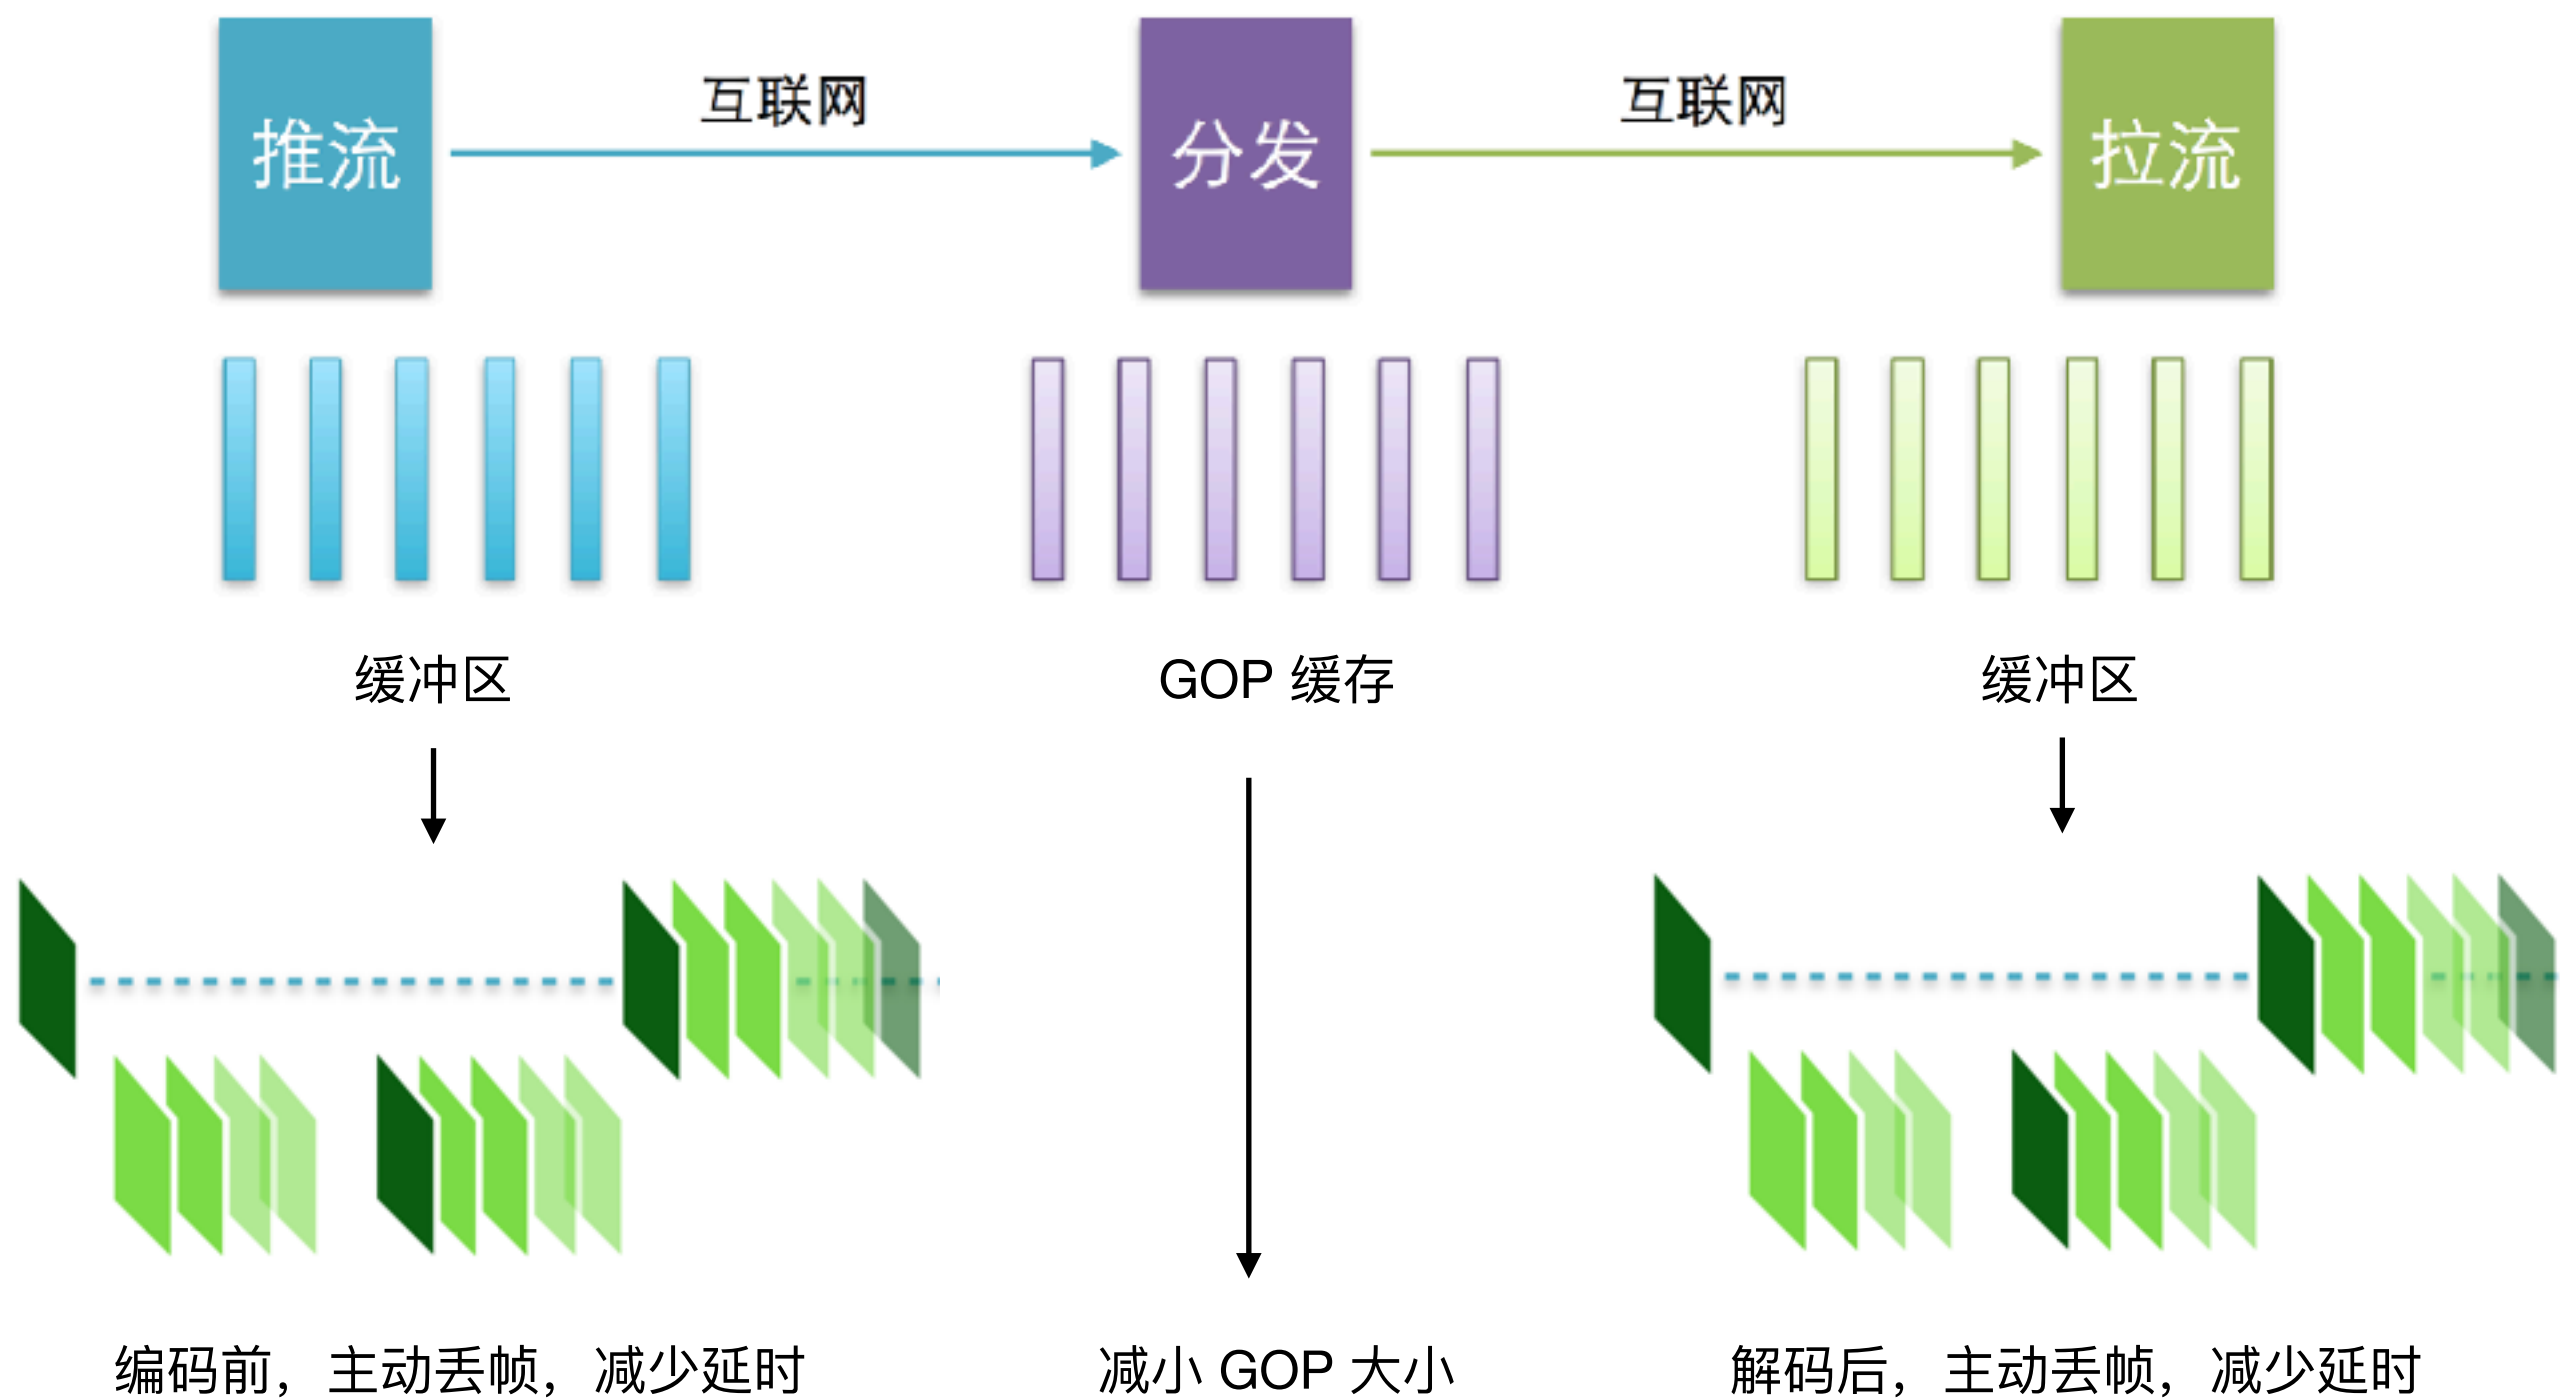 互联网
互联网
推流
分发
拉流
缓冲区
GOP 缓存
缓冲区
编码前，主动丢帧，减少延时
减小 GOP 大小
解码后，主动丢帧，减少延时